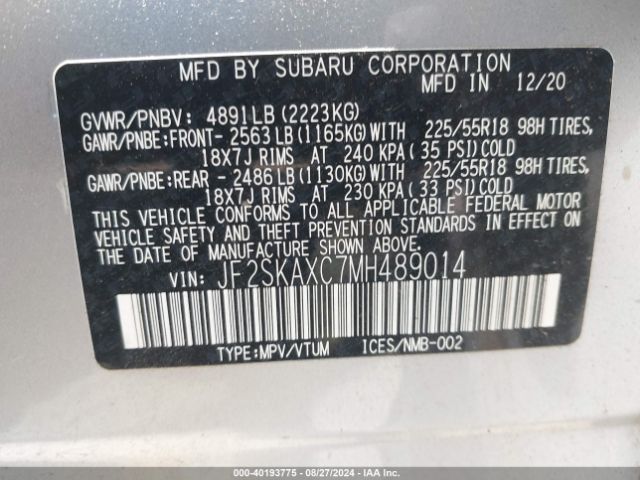 MFD BY SUBARU CORPORATION
MFD IN 12/20
GVWR/PNBV: 4891LB (2223KG)
GAWR/PNBE:FRONT- 2563 LB (1165KG)WITH 225/55R18 98H TIRES,
18X7J RIMS AT 240 KPA ( 35 PSI) COLD
GAWR/PNBE:REAR - 2486 LB (1130KG) WITH 225/55R18 98H TIRES,
18X7J RIMS AT 230 KPA ( 33 PSI) COLD
THIS VEHICLE CONFORMS TO ALL APPLICABLE FEDERAL MOTOR
VEHICLE SAFETY AND THEFT PREVENTION STANDARDS IN EFFECT ON
THE DATE OF MANUFACTURE SHOWN ABOVE.
VIN: JF2SKAXC7MH489014
TYPE:MPV/VTUM ICES/NMB-002
© - 40193775 - 08/27/2024 - IAA Inc.